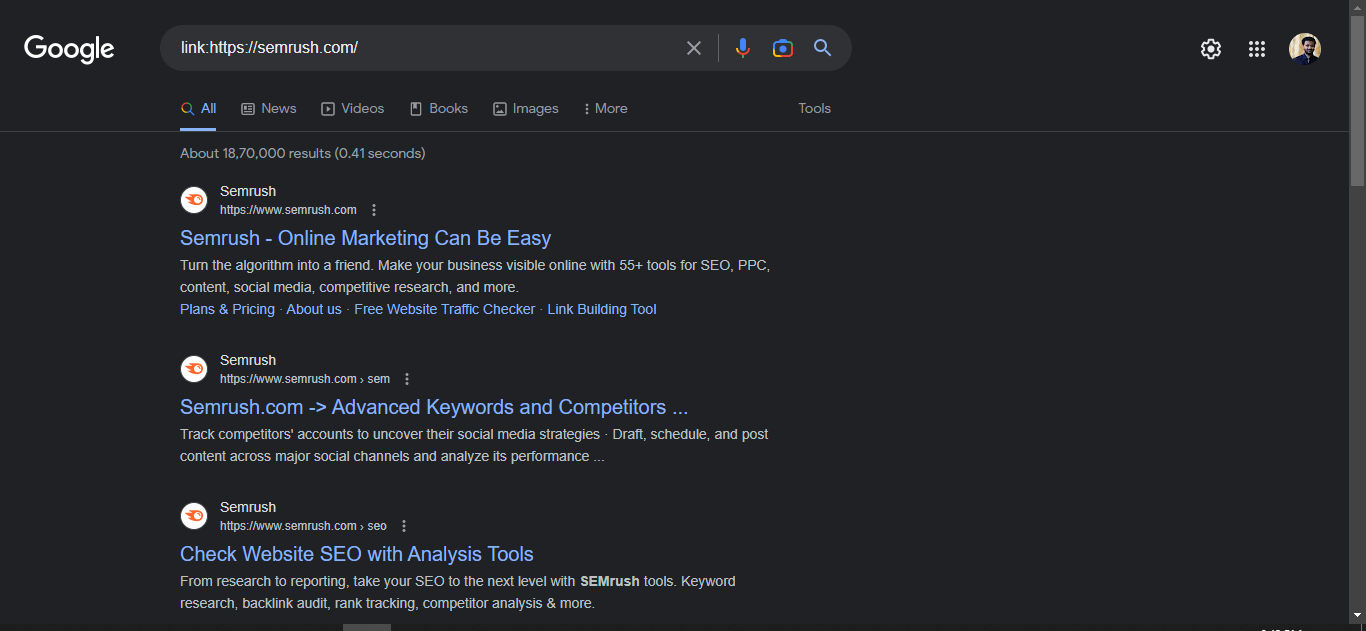 Google
link:https://semrush.com/
All News Videos Books Images More Tools
About 18,70,000 results (0.41 seconds)
Semrush
https://www.semrush.com
Semrush - Online Marketing Can Be Easy
Turn the algorithm into a friend. Make your business visible online with 55+ tools for SEO, PPC,
content, social media, competitive research, and more.
Plans & Pricing · About us · Free Website Traffic Checker · Link Building Tool
Semrush
https://www.semrush.com › sem
Semrush.com -> Advanced Keywords and Competitors ...
Track competitors' accounts to uncover their social media strategies · Draft, schedule, and post
content across major social channels and analyze its performance ...
Semrush
https://www.semrush.com › seo
Check Website SEO with Analysis Tools
From research to reporting, take your SEO to the next level with SEMrush tools. Keyword
research, backlink audit, rank tracking, competitor analysis & more.